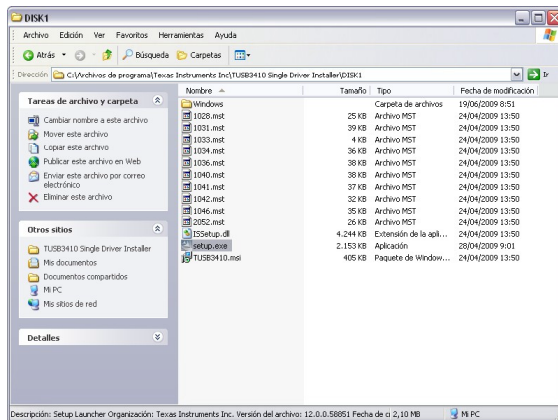 DISK1
Archivo Edición Ver Favoritos Herramientas Ayuda
Atrás Búsqueda Carpetas
Dirección C:\Archivos de programa\Texas Instruments Inc\TUSB3410 Single Driver Installer\DISK1 Ir
Tareas de archivo y carpeta
Cambiar nombre a este archivo
Mover este archivo
Copiar este archivo
Publicar este archivo en Web
Enviar este archivo por correo
electrónico
Eliminar este archivo
Otros sitios
TUSB3410 Single Driver Installer
Mis documentos
Documentos compartidos
Mi PC
Mis sitios de red
Detalles
Nombre Tamaño Tipo Fecha de modificación
Windows Carpeta de archivos 19/06/2009 8:51
1028.mst 25 KB Archivo MST 24/04/2009 13:50
1031.mst 39 KB Archivo MST 24/04/2009 13:50
1033.mst 4 KB Archivo MST 24/04/2009 13:50
1034.mst 36 KB Archivo MST 24/04/2009 13:50
1036.mst 38 KB Archivo MST 24/04/2009 13:50
1040.mst 38 KB Archivo MST 24/04/2009 13:50
1041.mst 37 KB Archivo MST 24/04/2009 13:50
1042.mst 32 KB Archivo MST 24/04/2009 13:50
1046.mst 35 KB Archivo MST 24/04/2009 13:50
2052.mst 26 KB Archivo MST 24/04/2009 13:50
ISSetup.dll 4.244 KB Extensión de la apli... 24/04/2009 13:50
setup.exe 2.153 KB Aplicación 28/04/2009 9:01
TUSB3410.msi 405 KB Paquete de Window... 24/04/2009 13:50
Descripción: Setup Launcher Organización: Texas Instruments Inc. Versión del archivo: 12.0.0.58851 Fecha de ci 2,10 MB Mi PC